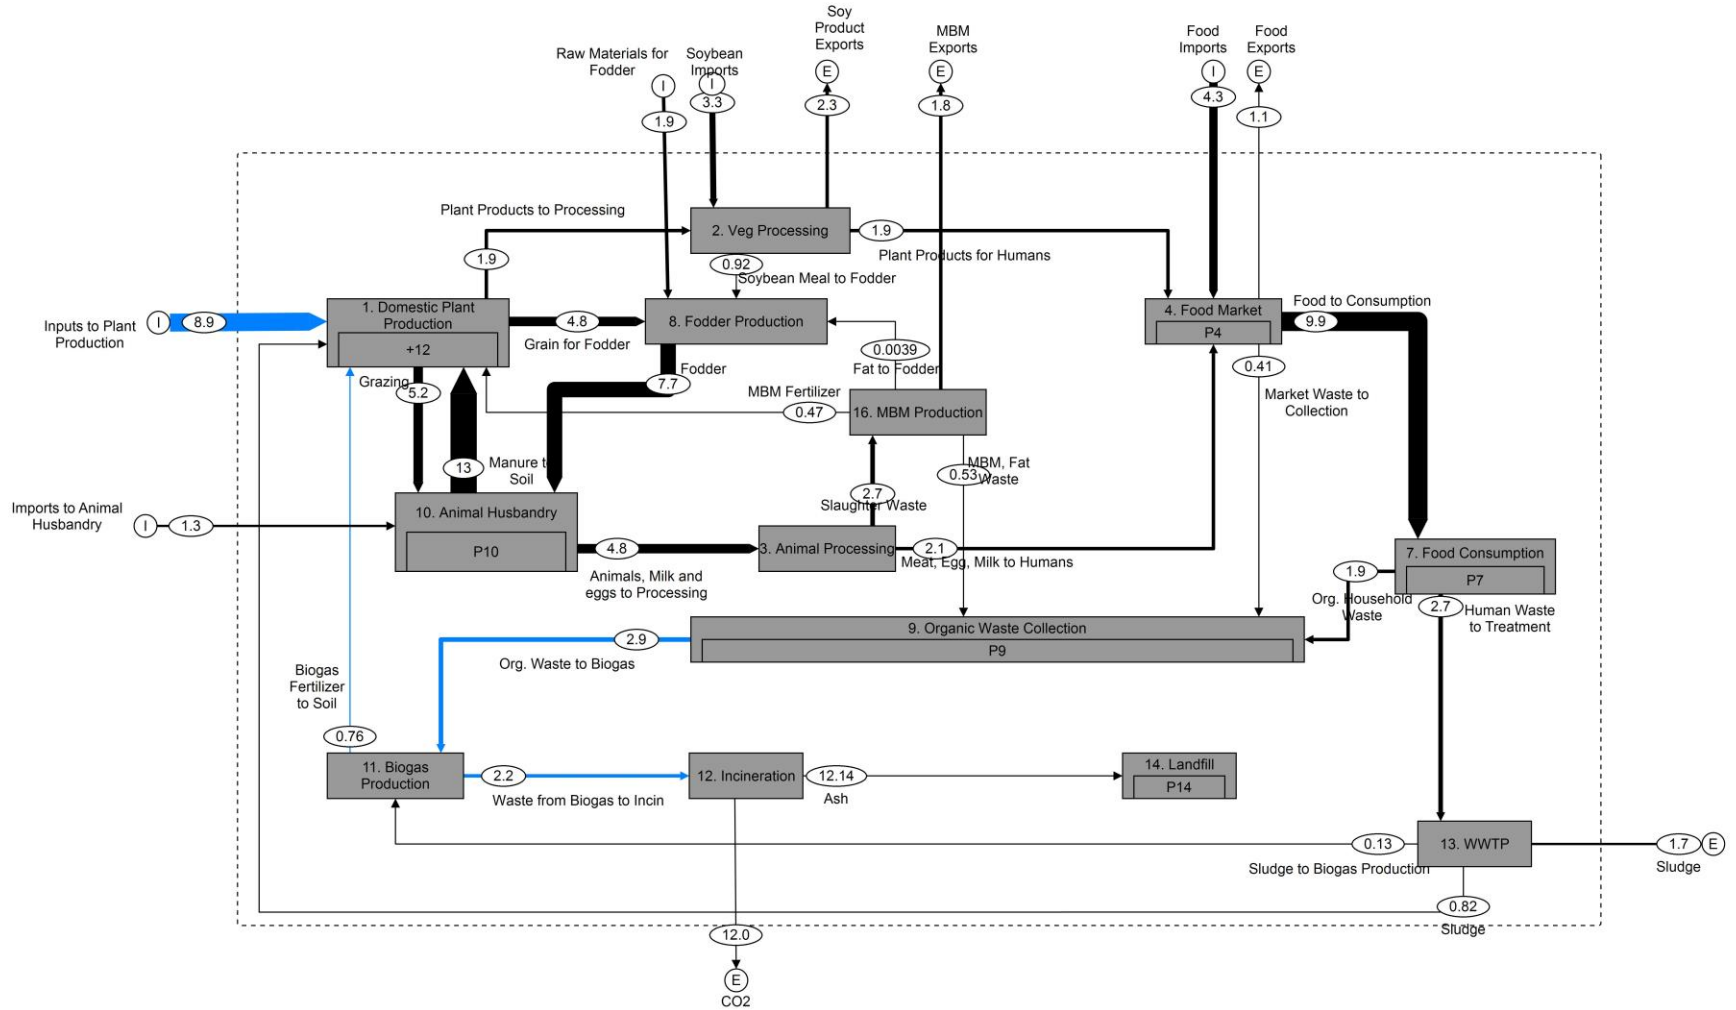 Soy
Product
Exports
MBM
Exports
Food
Imports
Food
Exports
Raw Materials for
Fodder
Soybean
Imports
E
E
I
E
I
I
1.9
3.3
2.3
1.8
4.3
1.1
Plant Products to Processing
2. Veg Processing
1.9
Plant Products for Humans
1.9
0.92
Soybean Meal to Fodder
Inputs to Plant
Production
I
8.9
1. Domestic Plant
Production
+12
4.8
Grain for Fodder
8. Fodder Production
4. Food Market
P4
Food to Consumption
9.9
0.0039
Fat to Fodder
0.41
Market Waste to
Collection
Grazing
5.2
Fodder
7.7
MBM Fertilizer
0.47
16. MBM Production
13
Manure to
Soil
MBM, Fat
Waste
0.53
2.7
Slaughter Waste
Imports to Animal
Husbandry
I
1.3
10. Animal Husbandry
P10
4.8
Animals, Milk and
eggs to Processing
3. Animal Processing
2.1
Meat, Egg, Milk to Humans
7. Food Consumption
P7
1.9
Org. Household
Waste
2.7
Human Waste
to Treatment
9. Organic Waste Collection
P9
2.9
Org. Waste to Biogas
Biogas
Fertilizer
to Soil
0.76
11. Biogas
Production
2.2
Waste from Biogas to Incin
12. Incineration
12.14
Ash
14. Landfill
P14
13. WWTP
0.13
Sludge to Biogas Production
1.7
E
Sludge
0.82
Sludge
12.0
E
CO2